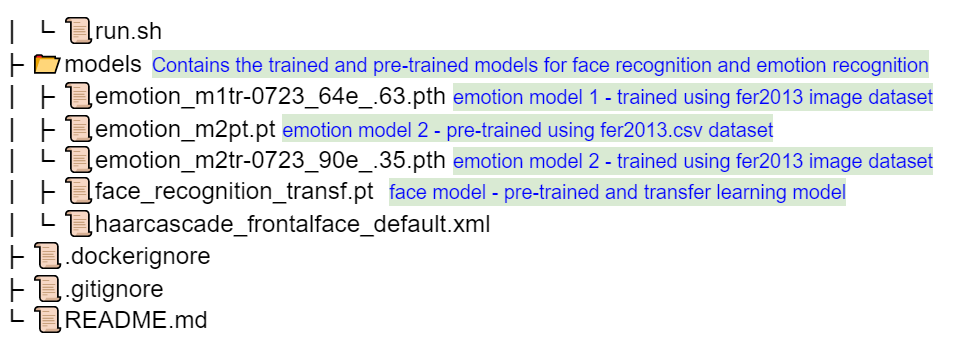 │ └ run.sh
├ models Contains the trained and pre-trained models for face recognition and emotion recognition
│ ├ emotion_m1tr-0723_64e_.63.pth emotion model 1 - trained using fer2013 image dataset
│ ├ emotion_m2pt.pt emotion model 2 - pre-trained using fer2013.csv dataset
│ └ emotion_m2tr-0723_90e_.35.pth emotion model 2 - trained using fer2013 image dataset
│ ├ face_recognition_transf.pt face model - pre-trained and transfer learning model
│ └ haarcascade_frontalface_default.xml
├ .dockerignore
├ .gitignore
└ README.md